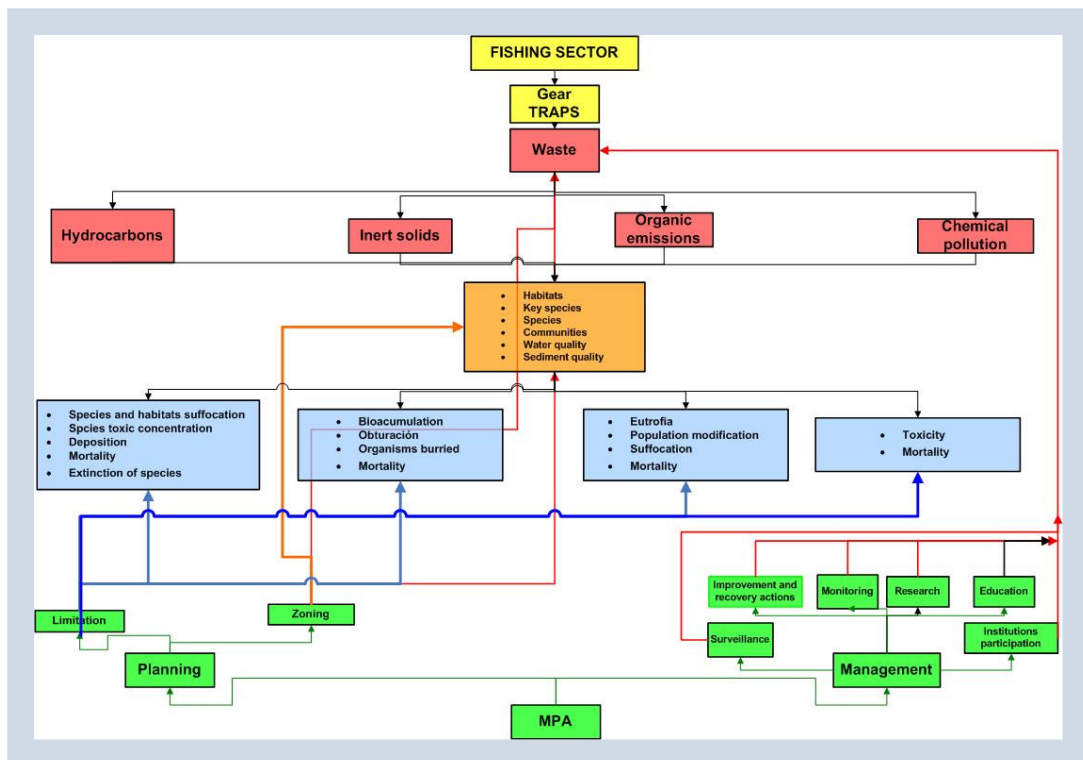 FISHING SECTOR
Gear
TRAPS
Waste
Hydrocarbons
Inert solids
Organic
emissions
Chemical
pollution
• Habitats
• Key species
• Species
• Communities
• Water quality
• Sediment quality
• Species and habitats suffocation
• Spcies toxic concentration
• Deposition
• Mortality
• Extinction of species
• Bioacumulation
• Obturación
• Organisms burried
• Mortality
• Eutrofia
• Population modification
• Suffocation
• Mortality
• Toxicity
• Mortality
Limitation
Zoning
Planning
Improvement and
recovery actions
Monitoring
Research
Education
Surveillance
Institutions
participation
Management
MPA